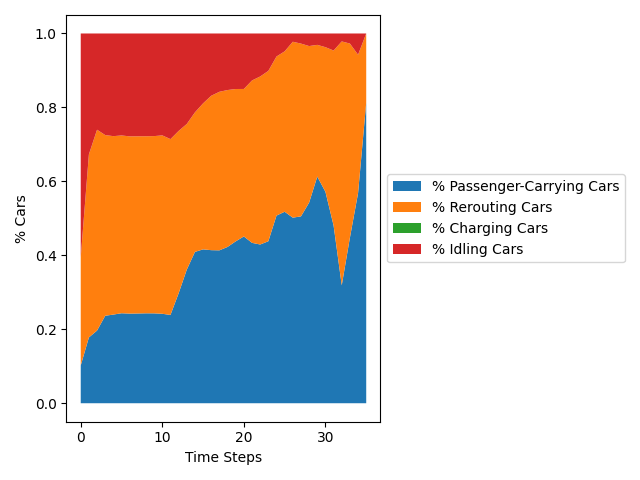 1.0
0.8
0.6
0.4
0.2
0.0
% Cars
0
10
20
30
Time Steps
% Passenger-Carrying Cars
% Rerouting Cars
% Charging Cars
% Idling Cars